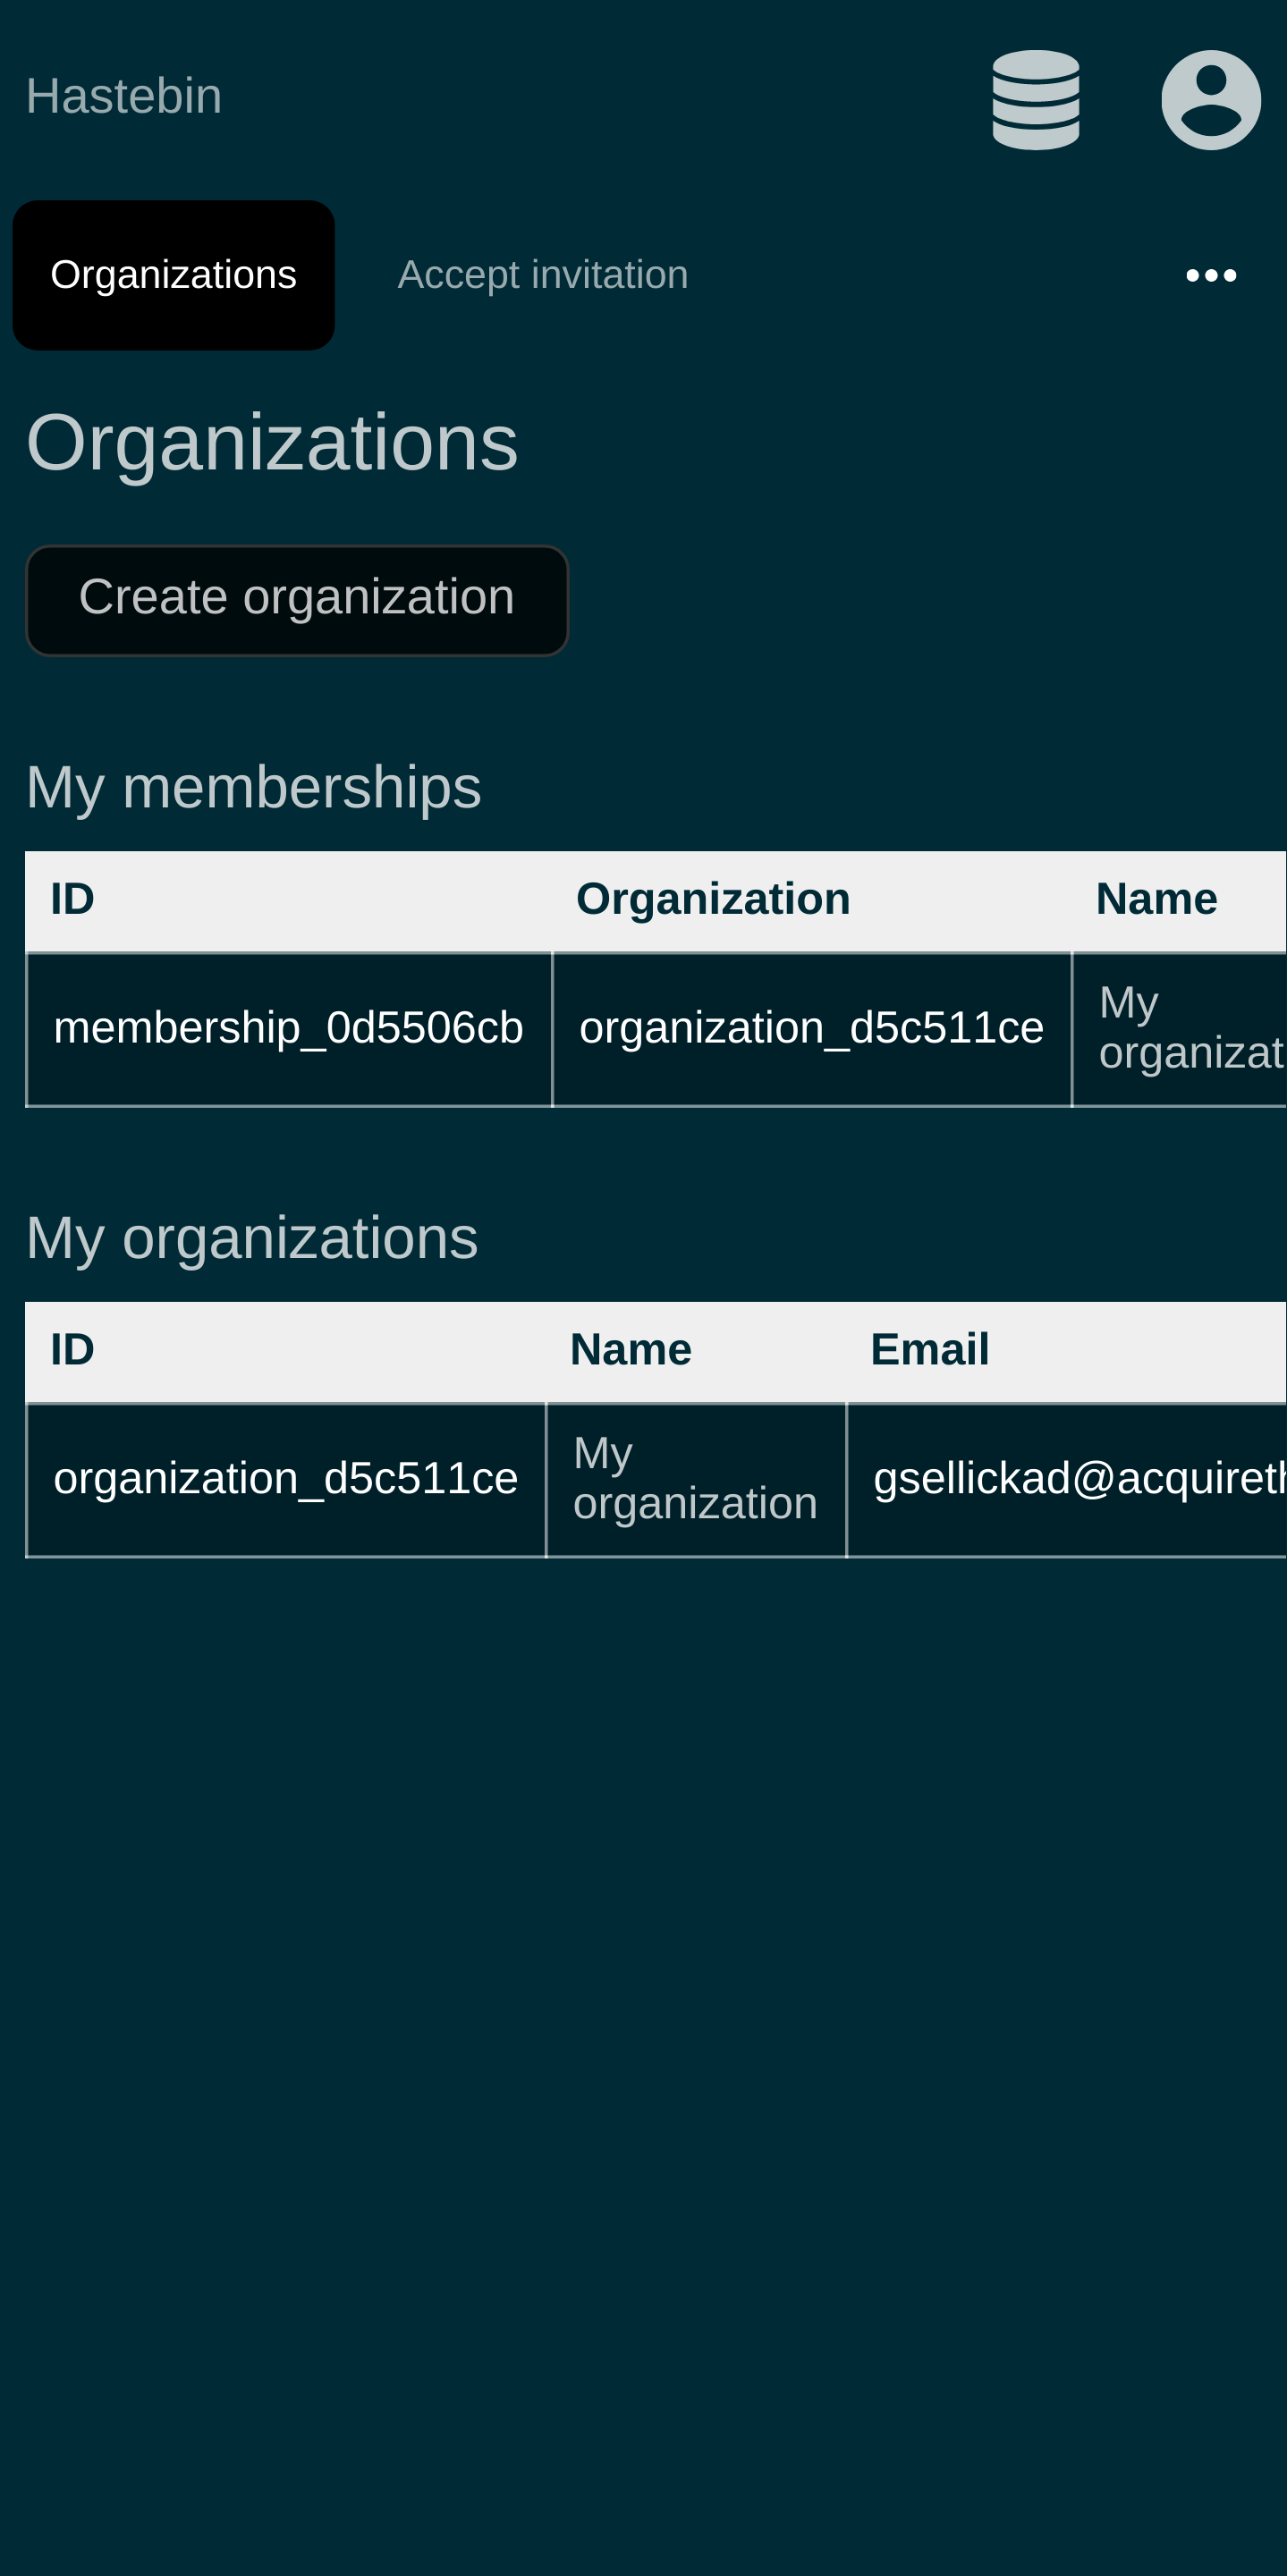 Hastebin
Organizations Accept invitation
Organizations
Create organization
My memberships
ID Organization Name
membership_0d5506cb organization_d5c511ce My
organizat
My organizations
ID Name Email
organization_d5c511ce My
organization gsellickad@acquireth